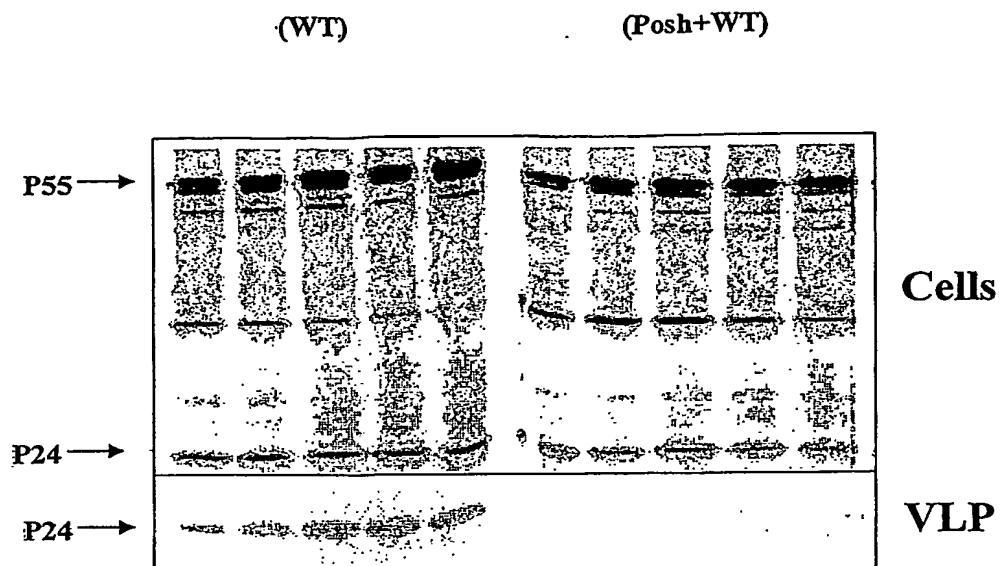 (WT)
(Posh+WT)
P55
Cells
P24
P24
VLP